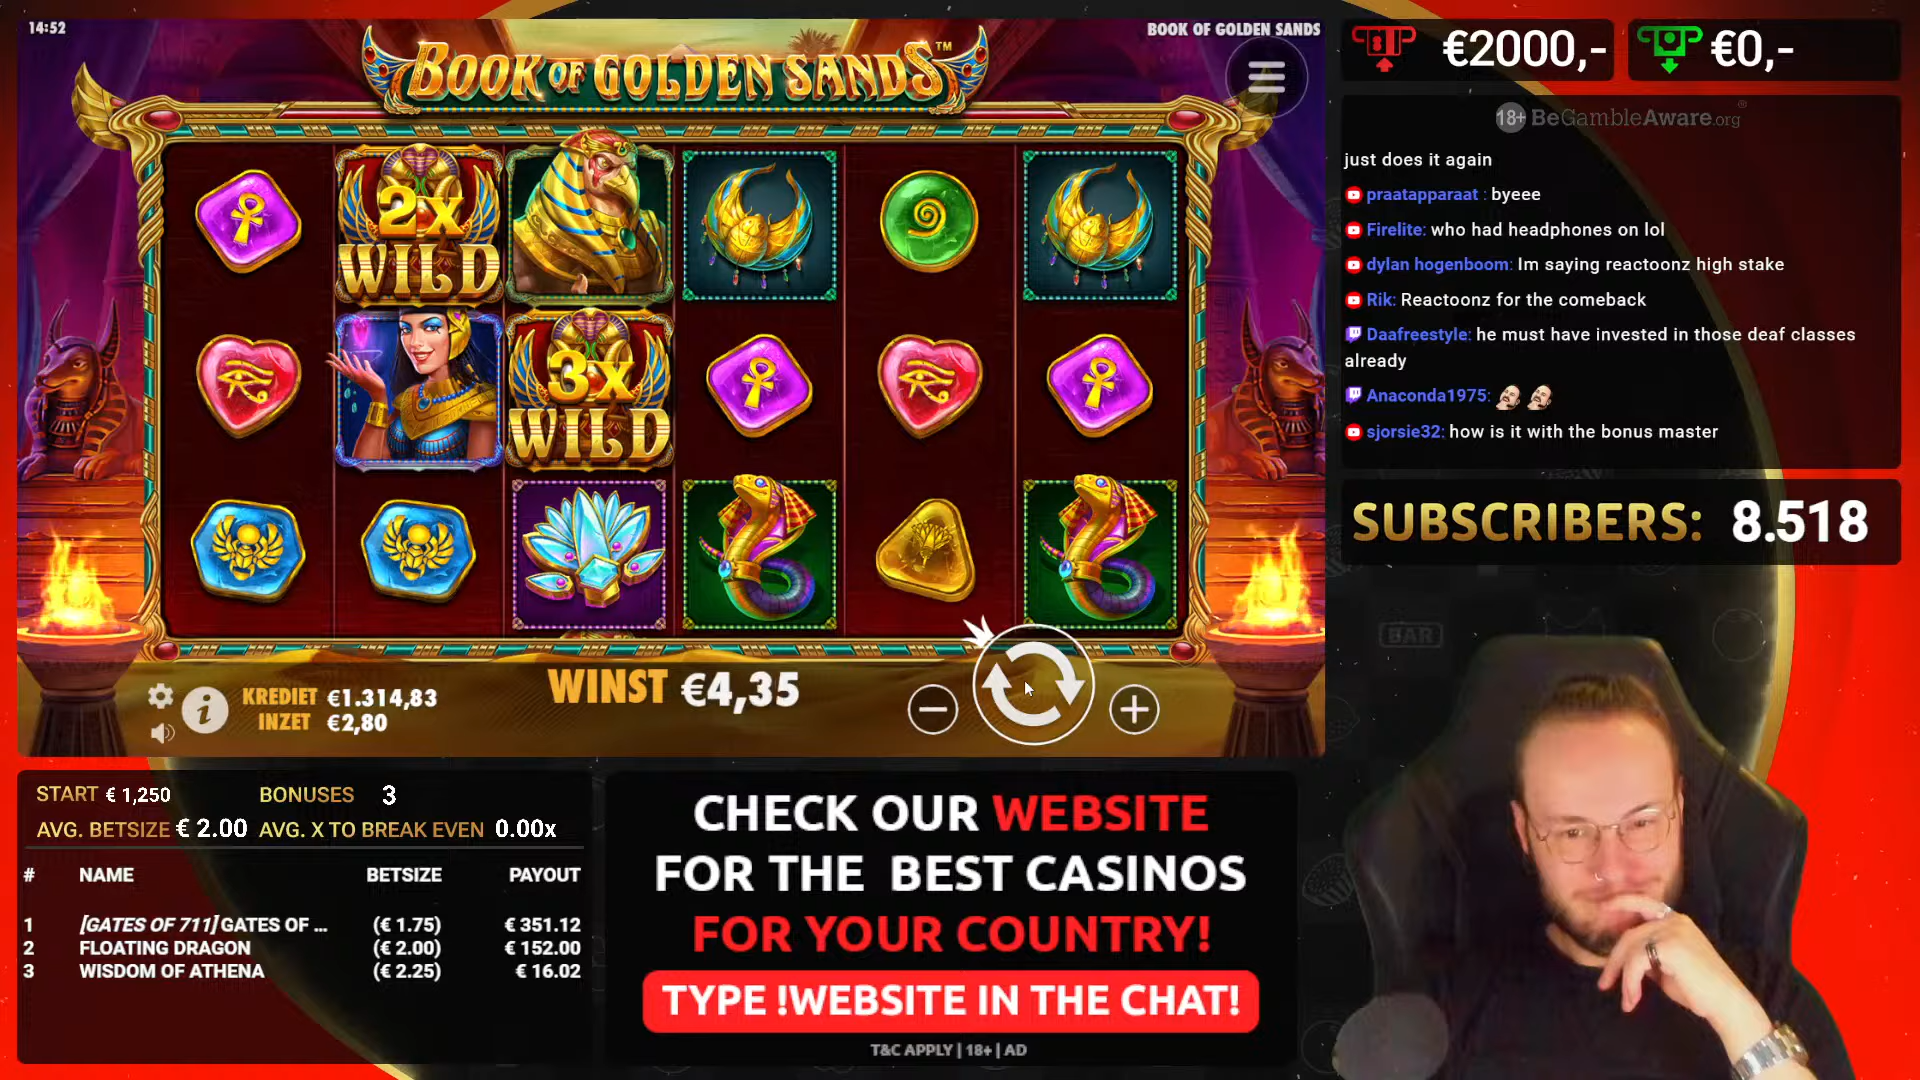 14:52
BOOK OF GOLDEN SANDS
BOOK OF GOLDEN SANDS™
2x
WILD
3x
WILD
KREDIET €1.314,83
INZET €2,80
WINST €4,35
€2000,-
€0,-
18+ BeGambleAware.org®
just does it again
praatapparaat : byeee
Firelite: who had headphones on lol
dylan hogenboom: Im saying reactoonz high stake
Rik: Reactoonz for the comeback
Daafreestyle: he must have invested in those deaf classes
already
Anaconda1975:
sjorsie32: how is it with the bonus master
SUBSCRIBERS: 8.518
BAR
START € 1,250 BONUSES 3
AVG. BETSIZE € 2.00 AVG. X TO BREAK EVEN 0.00x
# NAME BETSIZE PAYOUT
1 [GATES OF 711] GATES OF ... (€ 1.75) € 351.12
2 FLOATING DRAGON (€ 2.00) € 152.00
3 WISDOM OF ATHENA (€ 2.25) € 16.02
CHECK OUR WEBSITE
FOR THE BEST CASINOS
FOR YOUR COUNTRY!
TYPE !WEBSITE IN THE CHAT!
T&C APPLY | 18+ | AD